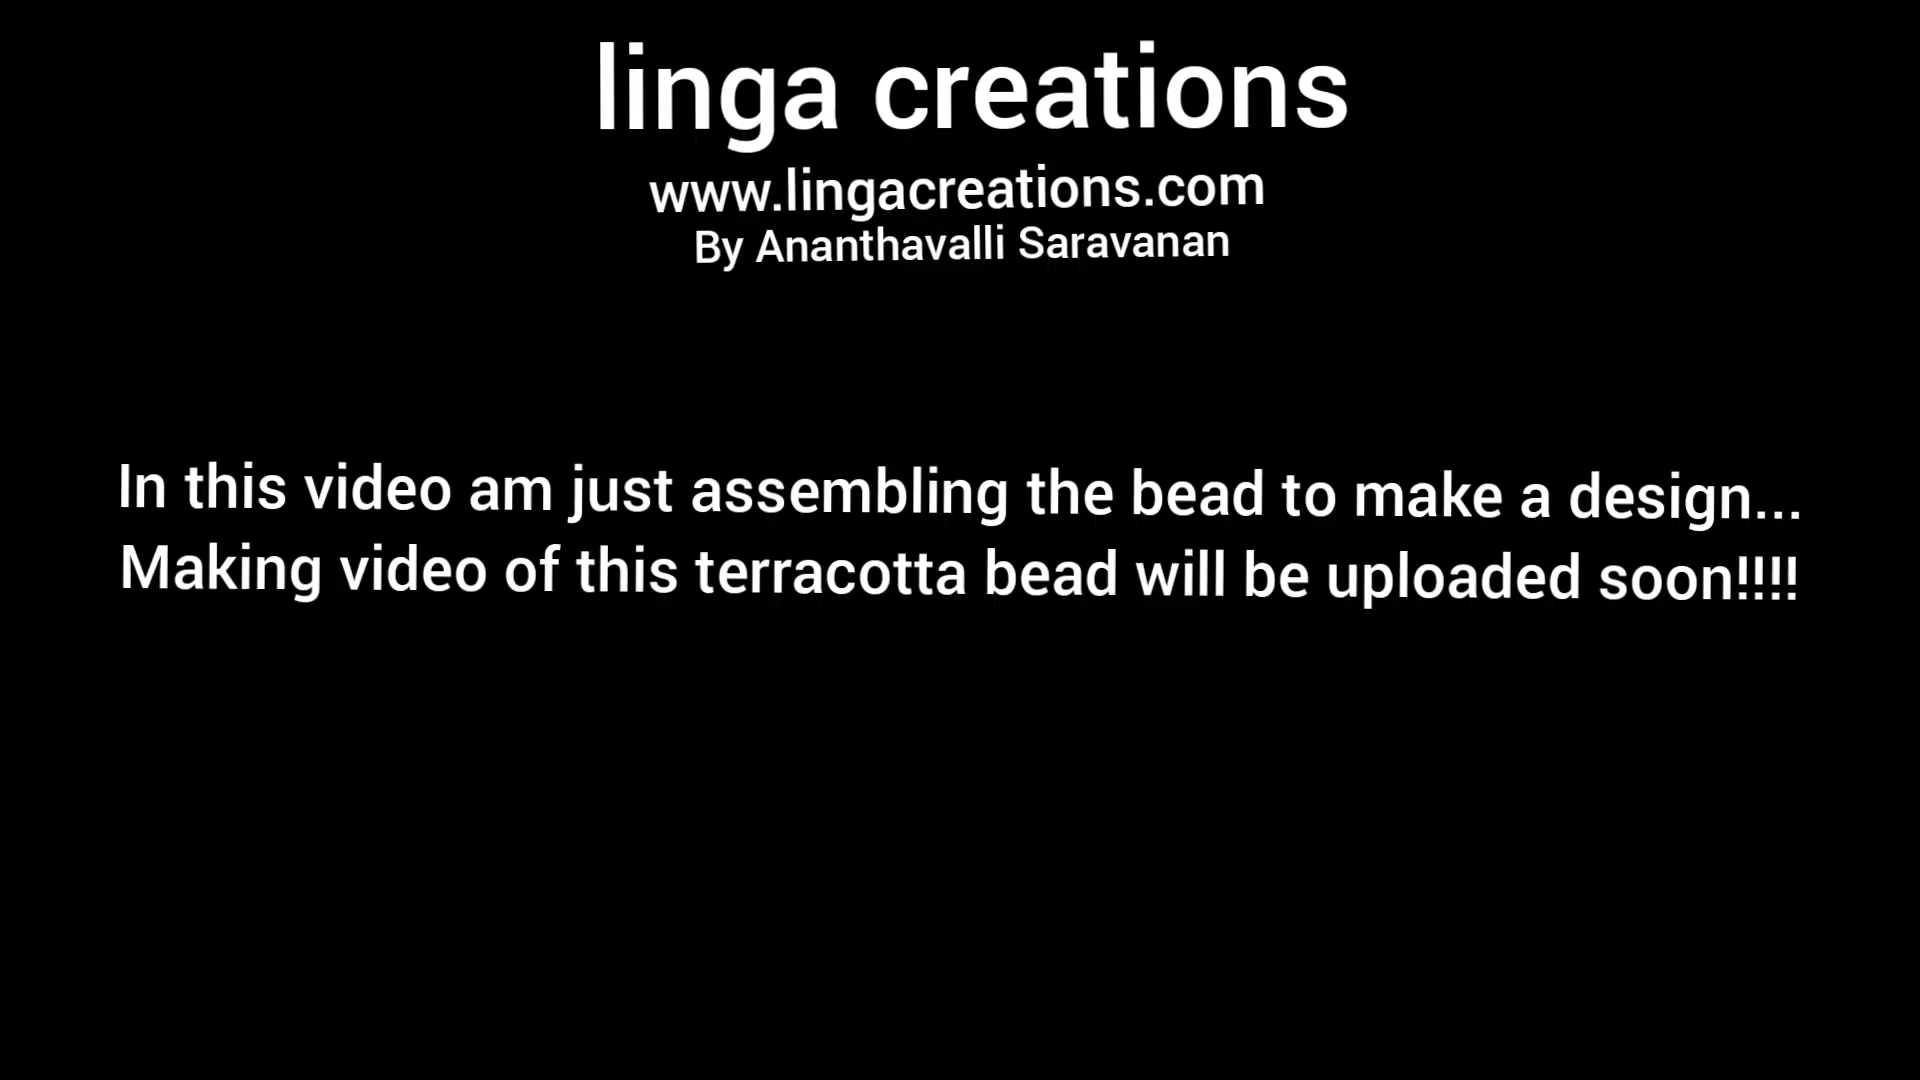 linga creations
www.lingacreations.com
By Ananthavalli Saravanan
In this video am just assembling the bead to make a design...
Making video of this terracotta bead will be uploaded soon!!!!